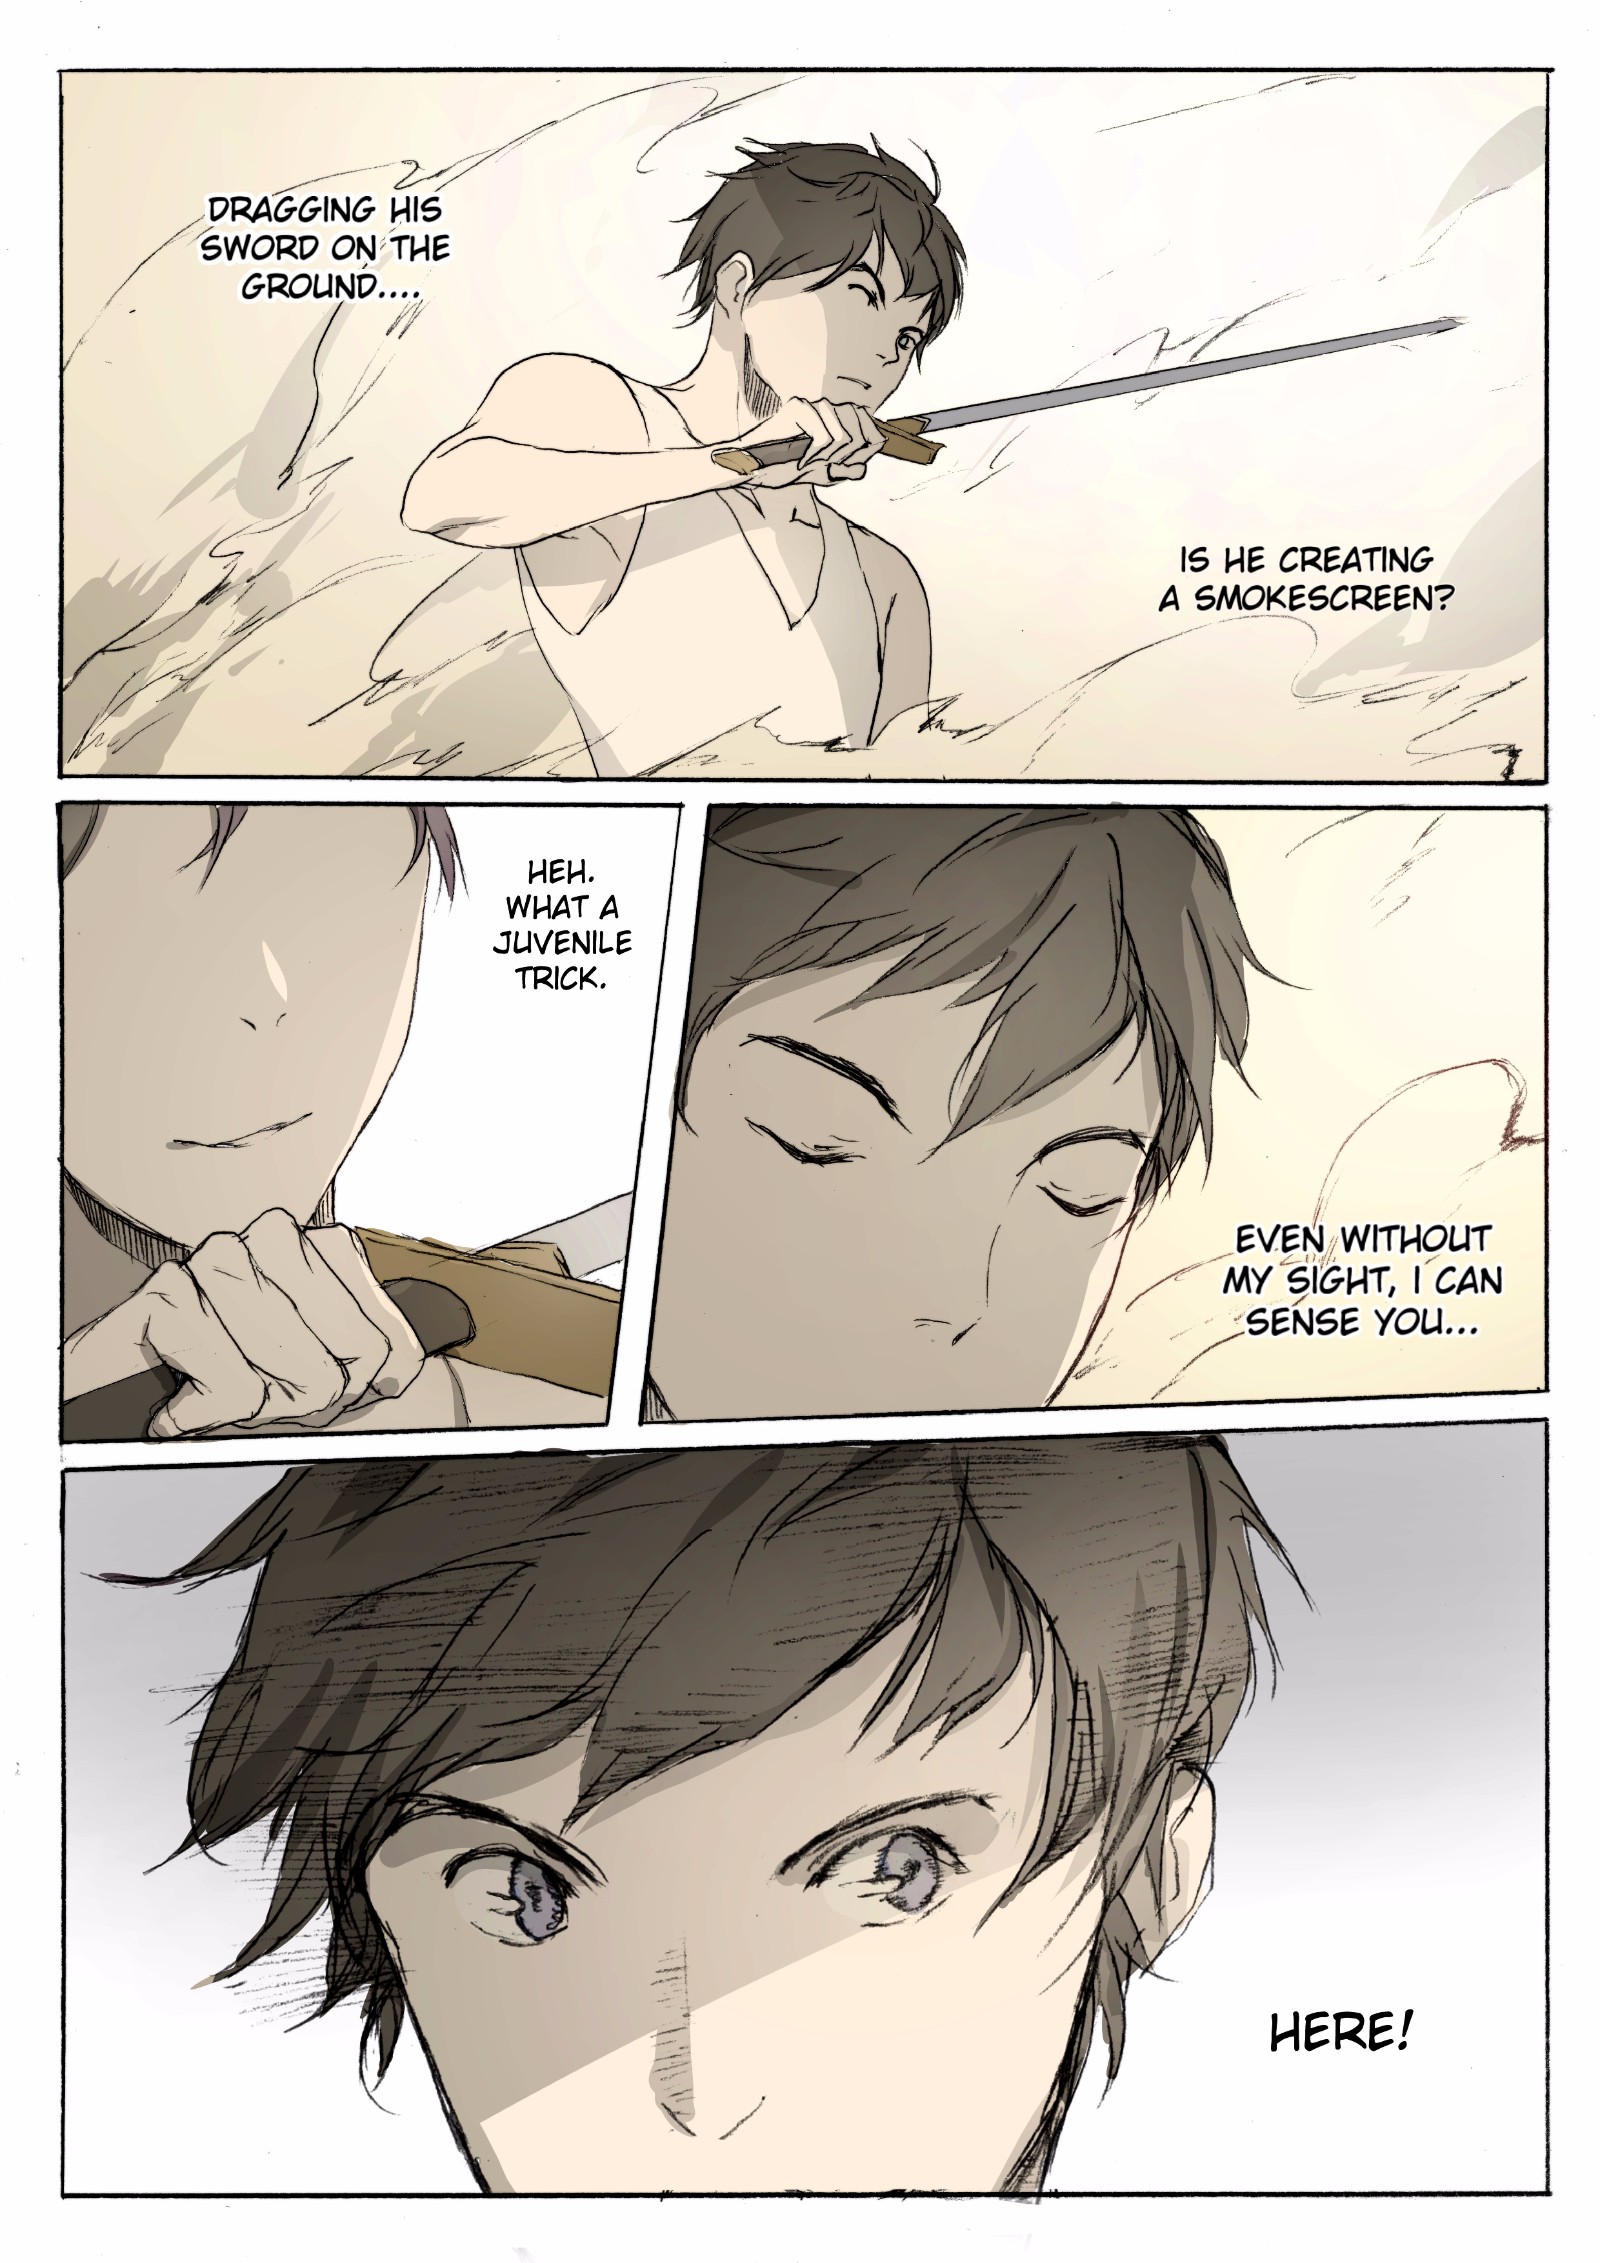 DRAGGING HIS
SWORD ON THE
GROUND....
IS HE CREATING
A SMOKESCREEN?
HEH.
WHAT A
JUVENILE
TRICK.
EVEN WITHOUT
MY SIGHT, I CAN
SENSE YOU...
HERE!